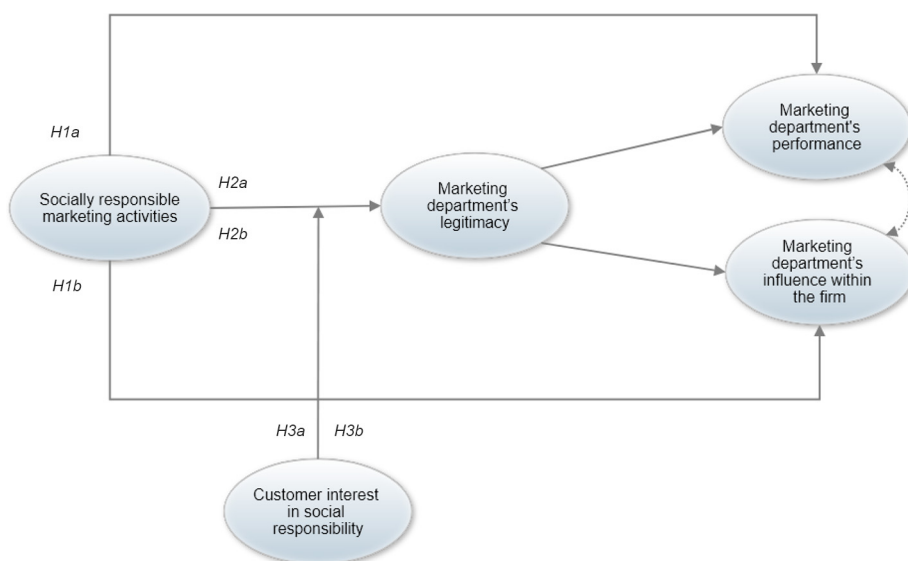 H1a
Socially responsible
marketing activities
H1b
H2a
H2b
Marketing
department’s
legitimacy
Marketing
department's
performance
Marketing
department’s
influence within
the firm
H3a
H3b
Customer interest
in social
responsibility